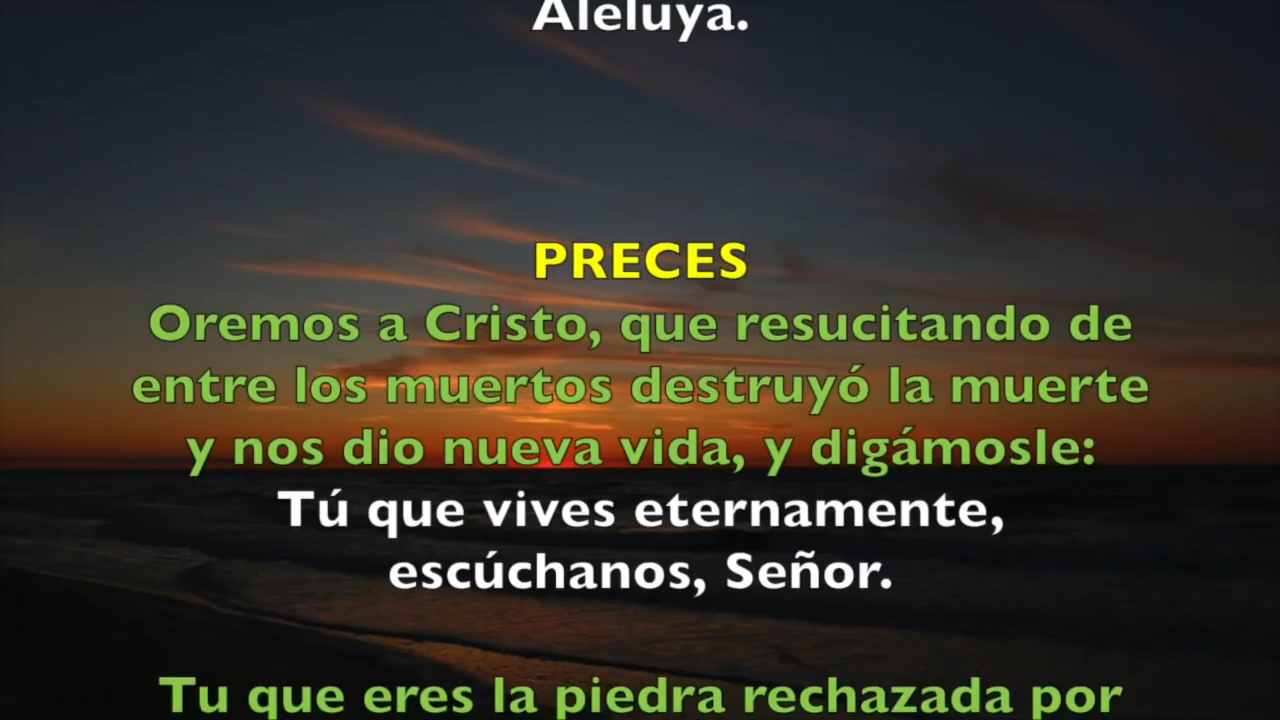 Aleluya.
PRECES
Oremos a Cristo, que resucitando de
entre los muertos destruyó la muerte
y nos dio nueva vida, y digámosle:
Tú que vives eternamente,
escúchanos, Señor.
Tu que eres la piedra rechazada por